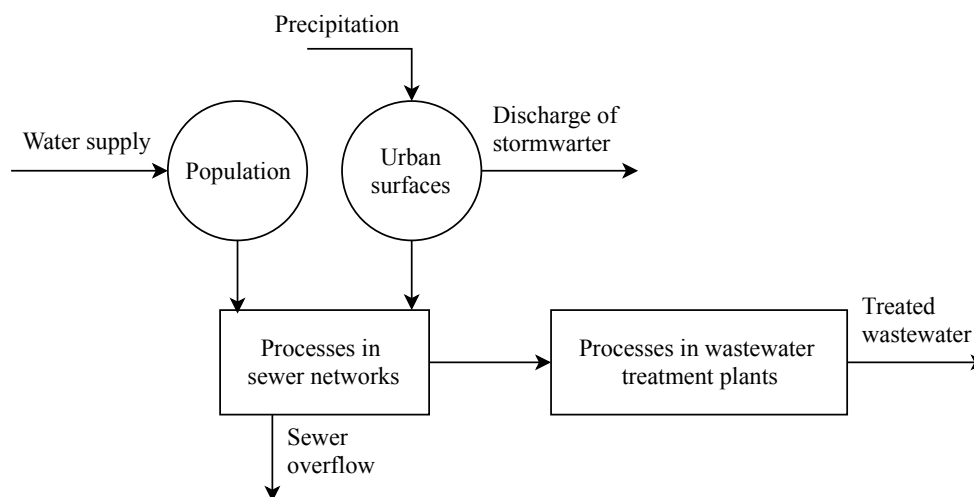 Precipitation
Water supply
Population
Urban
surfaces
Discharge of
stormwarter
Processes in
sewer networks
Processes in wastewater
treatment plants
Treated
wastewater
Sewer
overflow